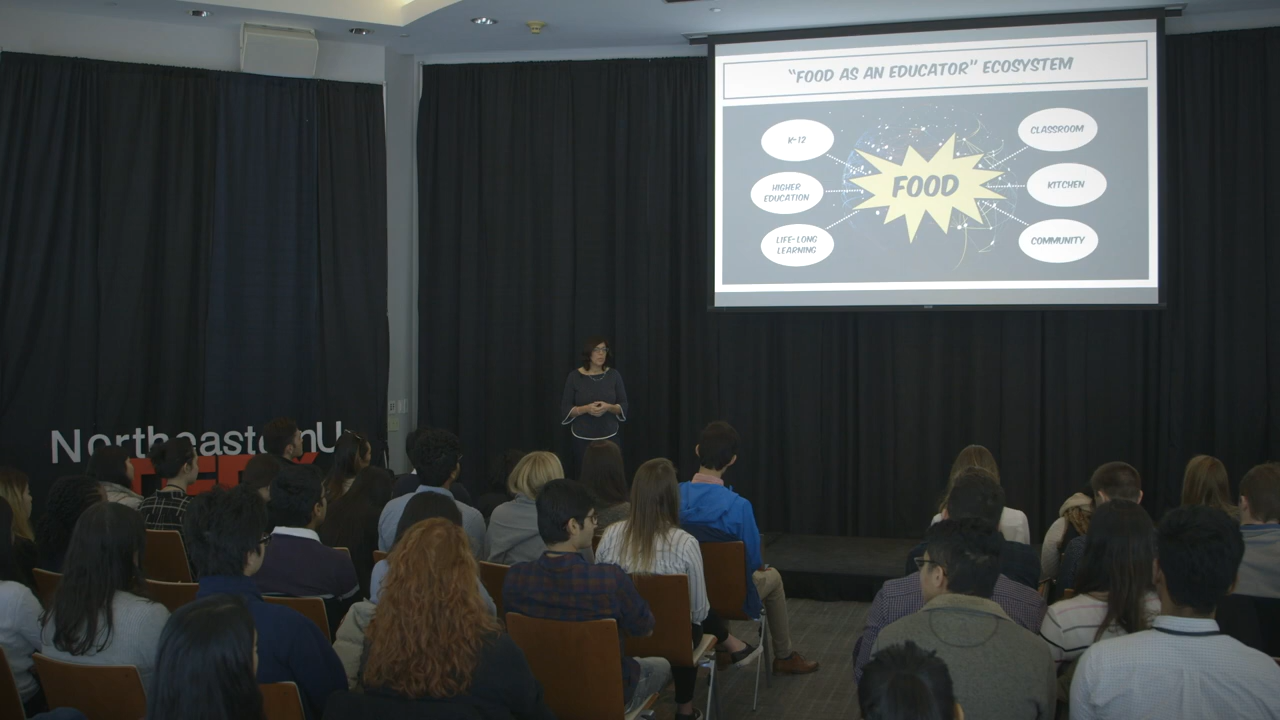 "FOOD AS AN EDUCATOR" ECOSYSTEM
K-12
HIGHER
EDUCATION
LIFE-LONG
LEARNING
FOOD
CLASSROOM
KITCHEN
COMMUNITY
NortheasternU